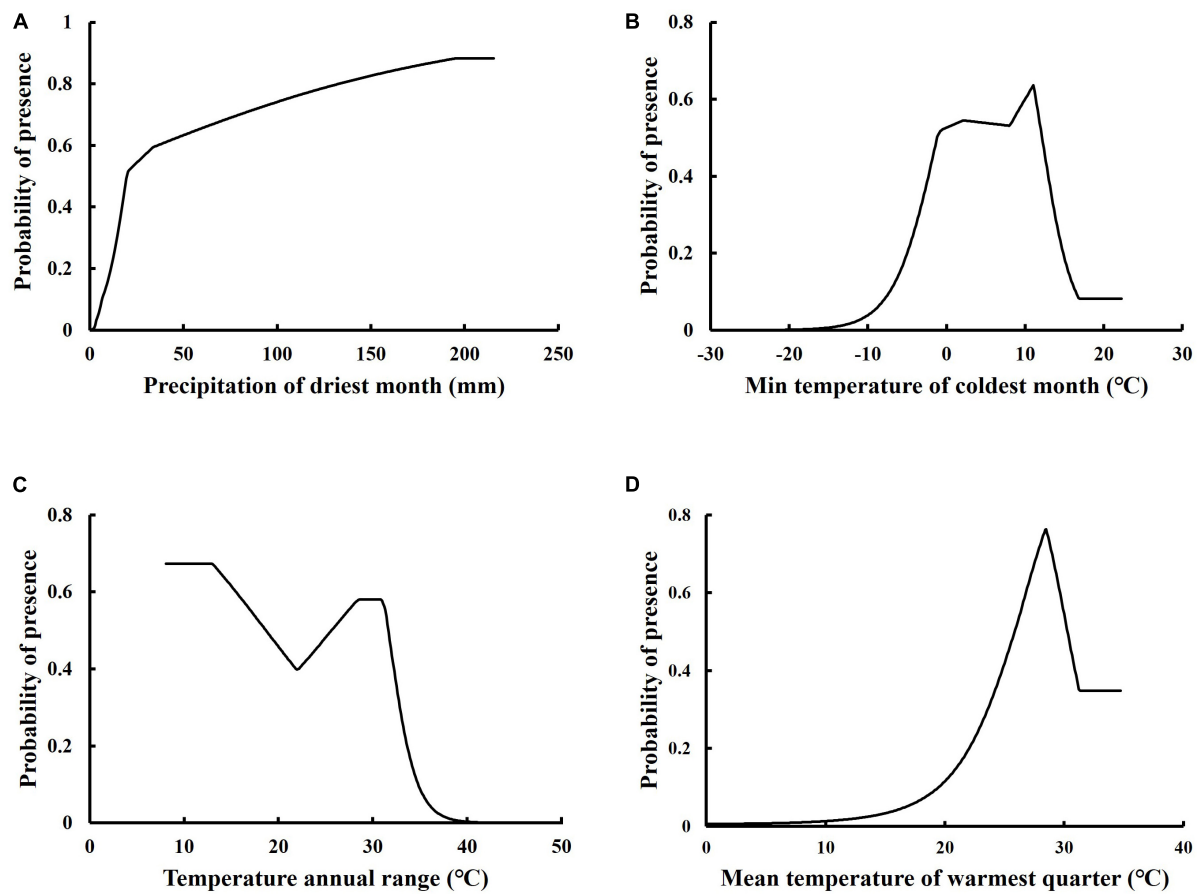 A
Probability of presence
1
0.8
0.6
0.4
0.2
0
0 50 100 150 200 250
Precipitation of driest month (mm)
B
Probability of presence
0.8
0.6
0.4
0.2
0
-30 -20 -10 0 10 20 30
Min temperature of coldest month (℃)
C
Probability of presence
0.8
0.6
0.4
0.2
0
0 10 20 30 40 50
Temperature annual range (℃)
D
Probability of presence
0.8
0.6
0.4
0.2
0
0 10 20 30 40
Mean temperature of warmest quarter (℃)